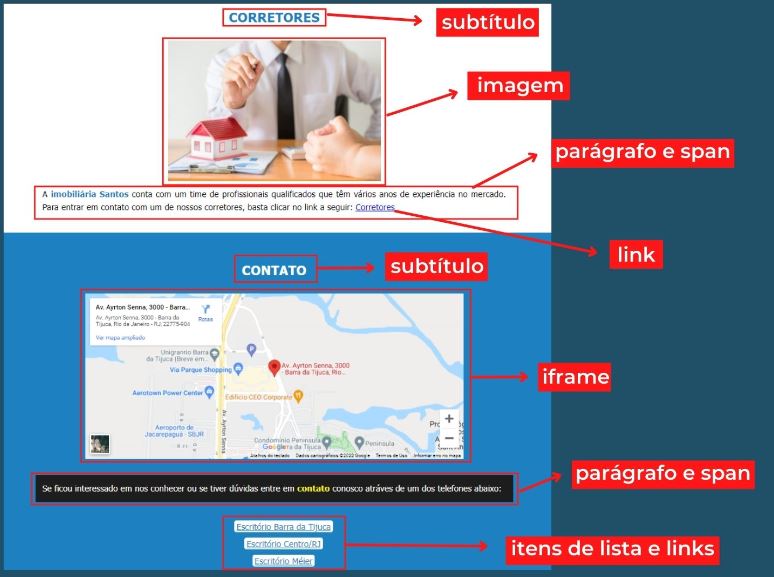 CORRETORES
subtítulo
imagem
parágrafo e span
A imobiliária Santos conta com um time de profissionais qualificados que têm vários anos de experiência no mercado.
Para entrar em contato com um de nossos corretores, basta clicar no link a seguir: Corretores
link
CONTATO
subtítulo
Av. Ayrton Senna, 3000 - Barra...
Av. Ayrton Senna, 3000 - Barra da
Tijuca, Rio de Janeiro - RJ, 22775-904
Rotas
Ver mapa ampliado
Unigranrio Barra
da Tijuca (Breve em...
Via Parque Shopping
Av. Ayrton Senna, 3000
- Barra da Tijuca, Rio...
iframe
Aerotown Power Center
Edifício CEO Corporate
Av. Ayrton Senna
Aeroporto de
Jacarepaguá - SBJR
Condomínio Península
Barra da Tijuca
Península
Google
Atalhos do teclado
Dados cartográficos ©2022 Google
Termos de Uso
Informar erro no mapa
parágrafo e span
Se ficou interessado em nos conhecer ou se tiver dúvidas entre em contato conosco atráves de um dos telefones abaixo:
Escritório Barra da Tijuca
Escritório Centro/RJ
Escritório Méier
itens de lista e links